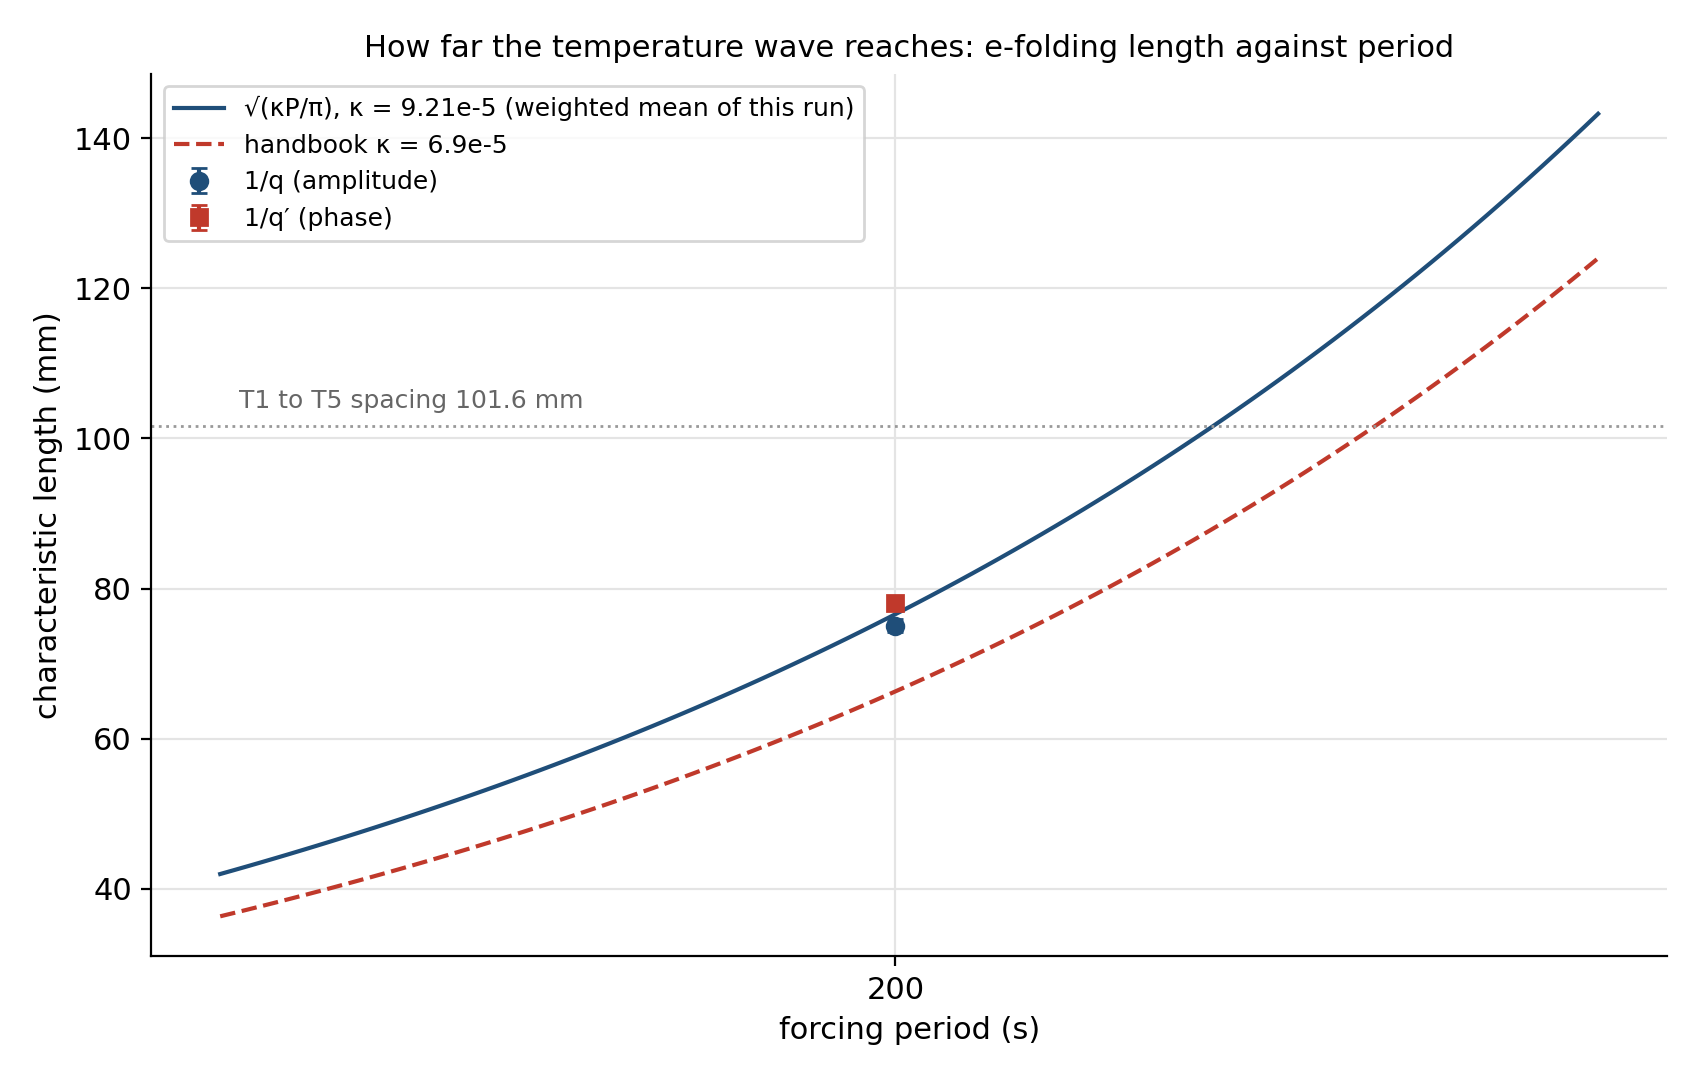 How far the temperature wave reaches: e-folding length against period
√(κP/π), κ = 9.21e-5 (weighted mean of this run)
handbook κ = 6.9e-5
1/q (amplitude)
1/q′ (phase)
140
120
T1 to T5 spacing 101.6 mm
100
80
60
40
characteristic length (mm)
200
forcing period (s)